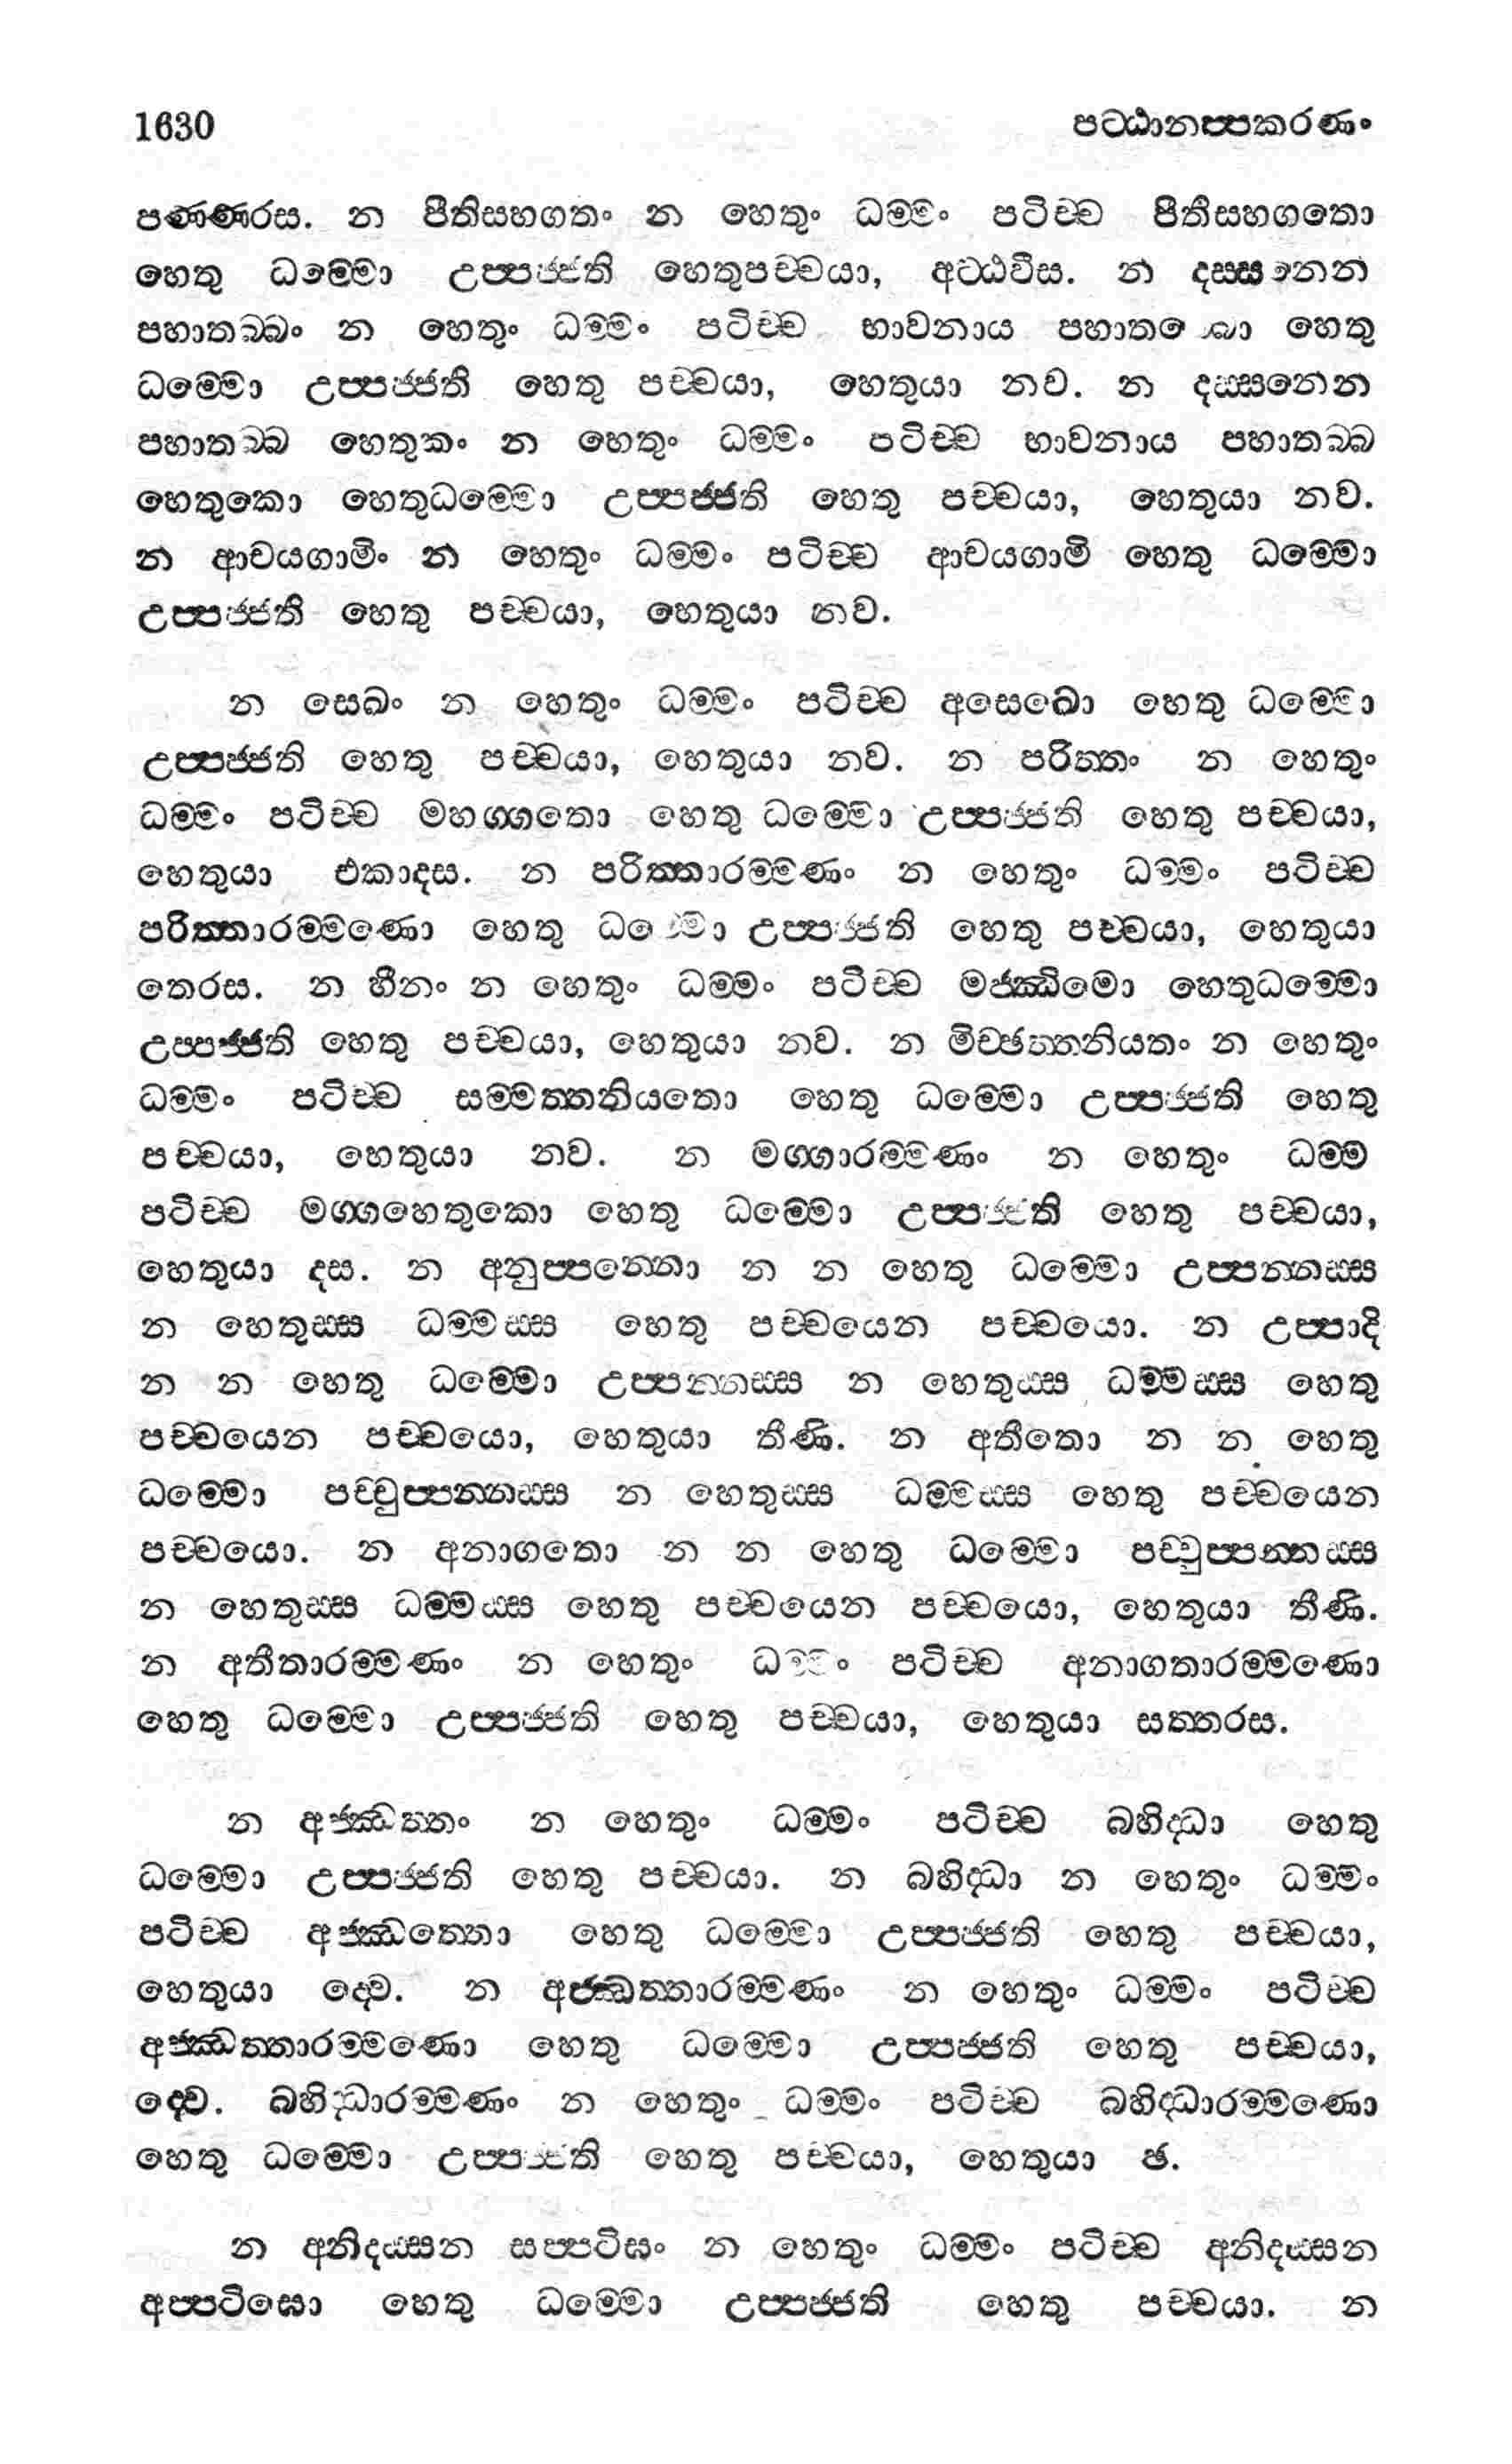 1630 පට්ඨානප්පකරණං
පණ්ණරස. න පීතිසහගතං න හෙතුං ධම්මං පටිච්ච පීතිසහගතො
හෙතු ධම්මො උප්පජ්ජති හෙතුපච්චයා, අට්ඨවීස. න දස්සනෙන
පහාතබ්බං න හෙතුං ධම්මං පටිච්ච භාවනාය පහාතබ්බො හෙතු
ධම්මො උප්පජ්ජති හෙතු පච්චයා, හෙතුයා නව. න දස්සනෙන
පහාතබ්බ හෙතුකං න හෙතුං ධම්මං පටිච්ච භාවනාය පහාතබ්බ
හෙතුකො හෙතුධම්මො උප්පජ්ජති හෙතු පච්චයා, හෙතුයා නව.
න ආචයගාමිං න හෙතුං ධම්මං පටිච්ච ආචයගාමි හෙතු ධම්මො
උප්පජ්ජති හෙතු පච්චයා, හෙතුයා නව.
න සෙඛං න හෙතුං ධම්මං පටිච්ච අසෙඛො හෙතු ධම්මො
උප්පජ්ජති හෙතු පච්චයා, හෙතුයා නව. න පරිත්තං න හෙතුං
ධම්මං පටිච්ච මහග්ගතො හෙතු ධම්මො උප්පජ්ජති හෙතු පච්චයා,
හෙතුයා එකාදස. න පරිත්තාරම්මණං න හෙතුං ධම්මං පටිච්ච
පරිත්තාරම්මණො හෙතු ධම්මො උප්පජ්ජති හෙතු පච්චයා, හෙතුයා
තෙරස. න හීනං න හෙතුං ධම්මං පටිච්ච මජ්ඣිමො හෙතුධම්මො
උප්පජ්ජති හෙතු පච්චයා, හෙතුයා නව. න මිච්ඡත්තනියතං න හෙතුං
ධම්මං පටිච්ච සම්මත්තනියතො හෙතු ධම්මො උප්පජ්ජති හෙතු
පච්චයා, හෙතුයා නව. න මග්ගාරම්මණං න හෙතුං ධම්ම
පටිච්ච මග්ගහෙතුකො හෙතු ධම්මො උප්පජ්ජති හෙතු පච්චයා,
හෙතුයා දස. න අනුප්පන්නො න න හෙතු ධම්මො උප්පන්නස්ස
න හෙතුස්ස ධම්මස්ස හෙතු පච්චයෙන පච්චයො. න උප්පාදි
න න හෙතු ධම්මො උප්පන්නස්ස න හෙතුස්ස ධම්මස්ස හෙතු
පච්චයෙන පච්චයො, හෙතුයා තීණි. න අතීතො න න හෙතු
ධම්මො පච්චුප්පන්නස්ස න හෙතුස්ස ධම්මස්ස හෙතු පච්චයෙන
පච්චයො. න අනාගතො න න හෙතු ධම්මො පච්චුප්පන්නස්ස
න හෙතුස්ස ධම්මස්ස හෙතු පච්චයෙන පච්චයො, හෙතුයා තීණි.
න අතීතාරම්මණං න හෙතුං ධම්මං පටිච්ච අනාගතාරම්මණො
හෙතු ධම්මො උප්පජ්ජති හෙතු පච්චයා, හෙතුයා සත්තරස.
න අජ්ඣත්තං න හෙතුං ධම්මං පටිච්ච බහිද්ධා හෙතු
ධම්මො උප්පජ්ජති හෙතු පච්චයා. න බහිද්ධා න හෙතුං ධම්මං
පටිච්ච අජ්ඣත්තො හෙතු ධම්මො උප්පජ්ජති හෙතු පච්චයා,
හෙතුයා ද්වෙ. න අජ්ඣත්තාරම්මණං න හෙතුං ධම්මං පටිච්ච
අජ්ඣත්තාරම්මණො හෙතු ධම්මො උප්පජ්ජති හෙතු පච්චයා,
ද්වෙ. බහිද්ධාරම්මණං න හෙතුං ධම්මං පටිච්ච බහිද්ධාරම්මණො
හෙතු ධම්මො උප්පජ්ජති හෙතු පච්චයා, හෙතුයා ඡ.
න අනිදස්සන සප්පටිඝං න හෙතුං ධම්මං පටිච්ච අනිදස්සන
අප්පටිඝො හෙතු ධම්මො උප්පජ්ජති හෙතු පච්චයා. න